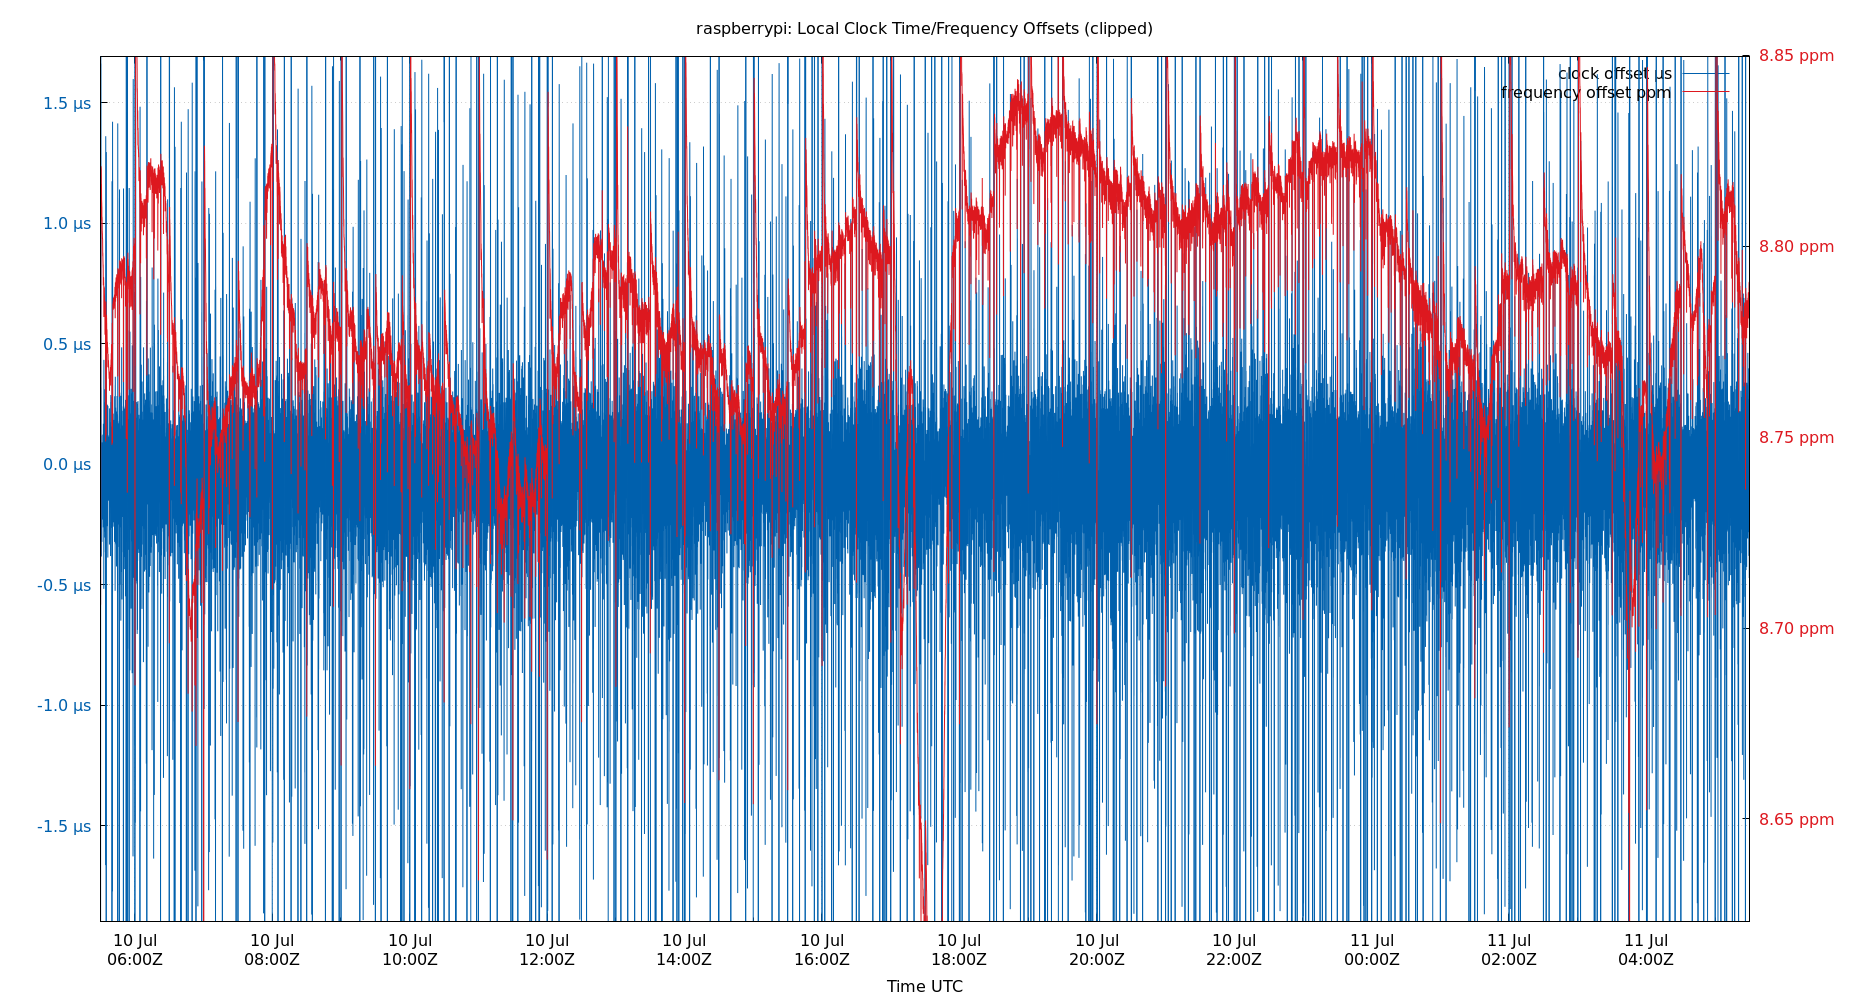 raspberrypi: Local Clock Time/Frequency Offsets (clipped)
clock offset µs
frequency offset ppm
1.5 µs
1.0 µs
0.5 µs
0.0 µs
-0.5 µs
-1.0 µs
-1.5 µs
8.85 ppm
8.80 ppm
8.75 ppm
8.70 ppm
8.65 ppm
10 Jul 10 Jul 10 Jul 10 Jul 10 Jul 10 Jul 10 Jul 10 Jul 10 Jul 11 Jul 11 Jul 11 Jul
06:00Z 08:00Z 10:00Z 12:00Z 14:00Z 16:00Z 18:00Z 20:00Z 22:00Z 00:00Z 02:00Z 04:00Z
Time UTC